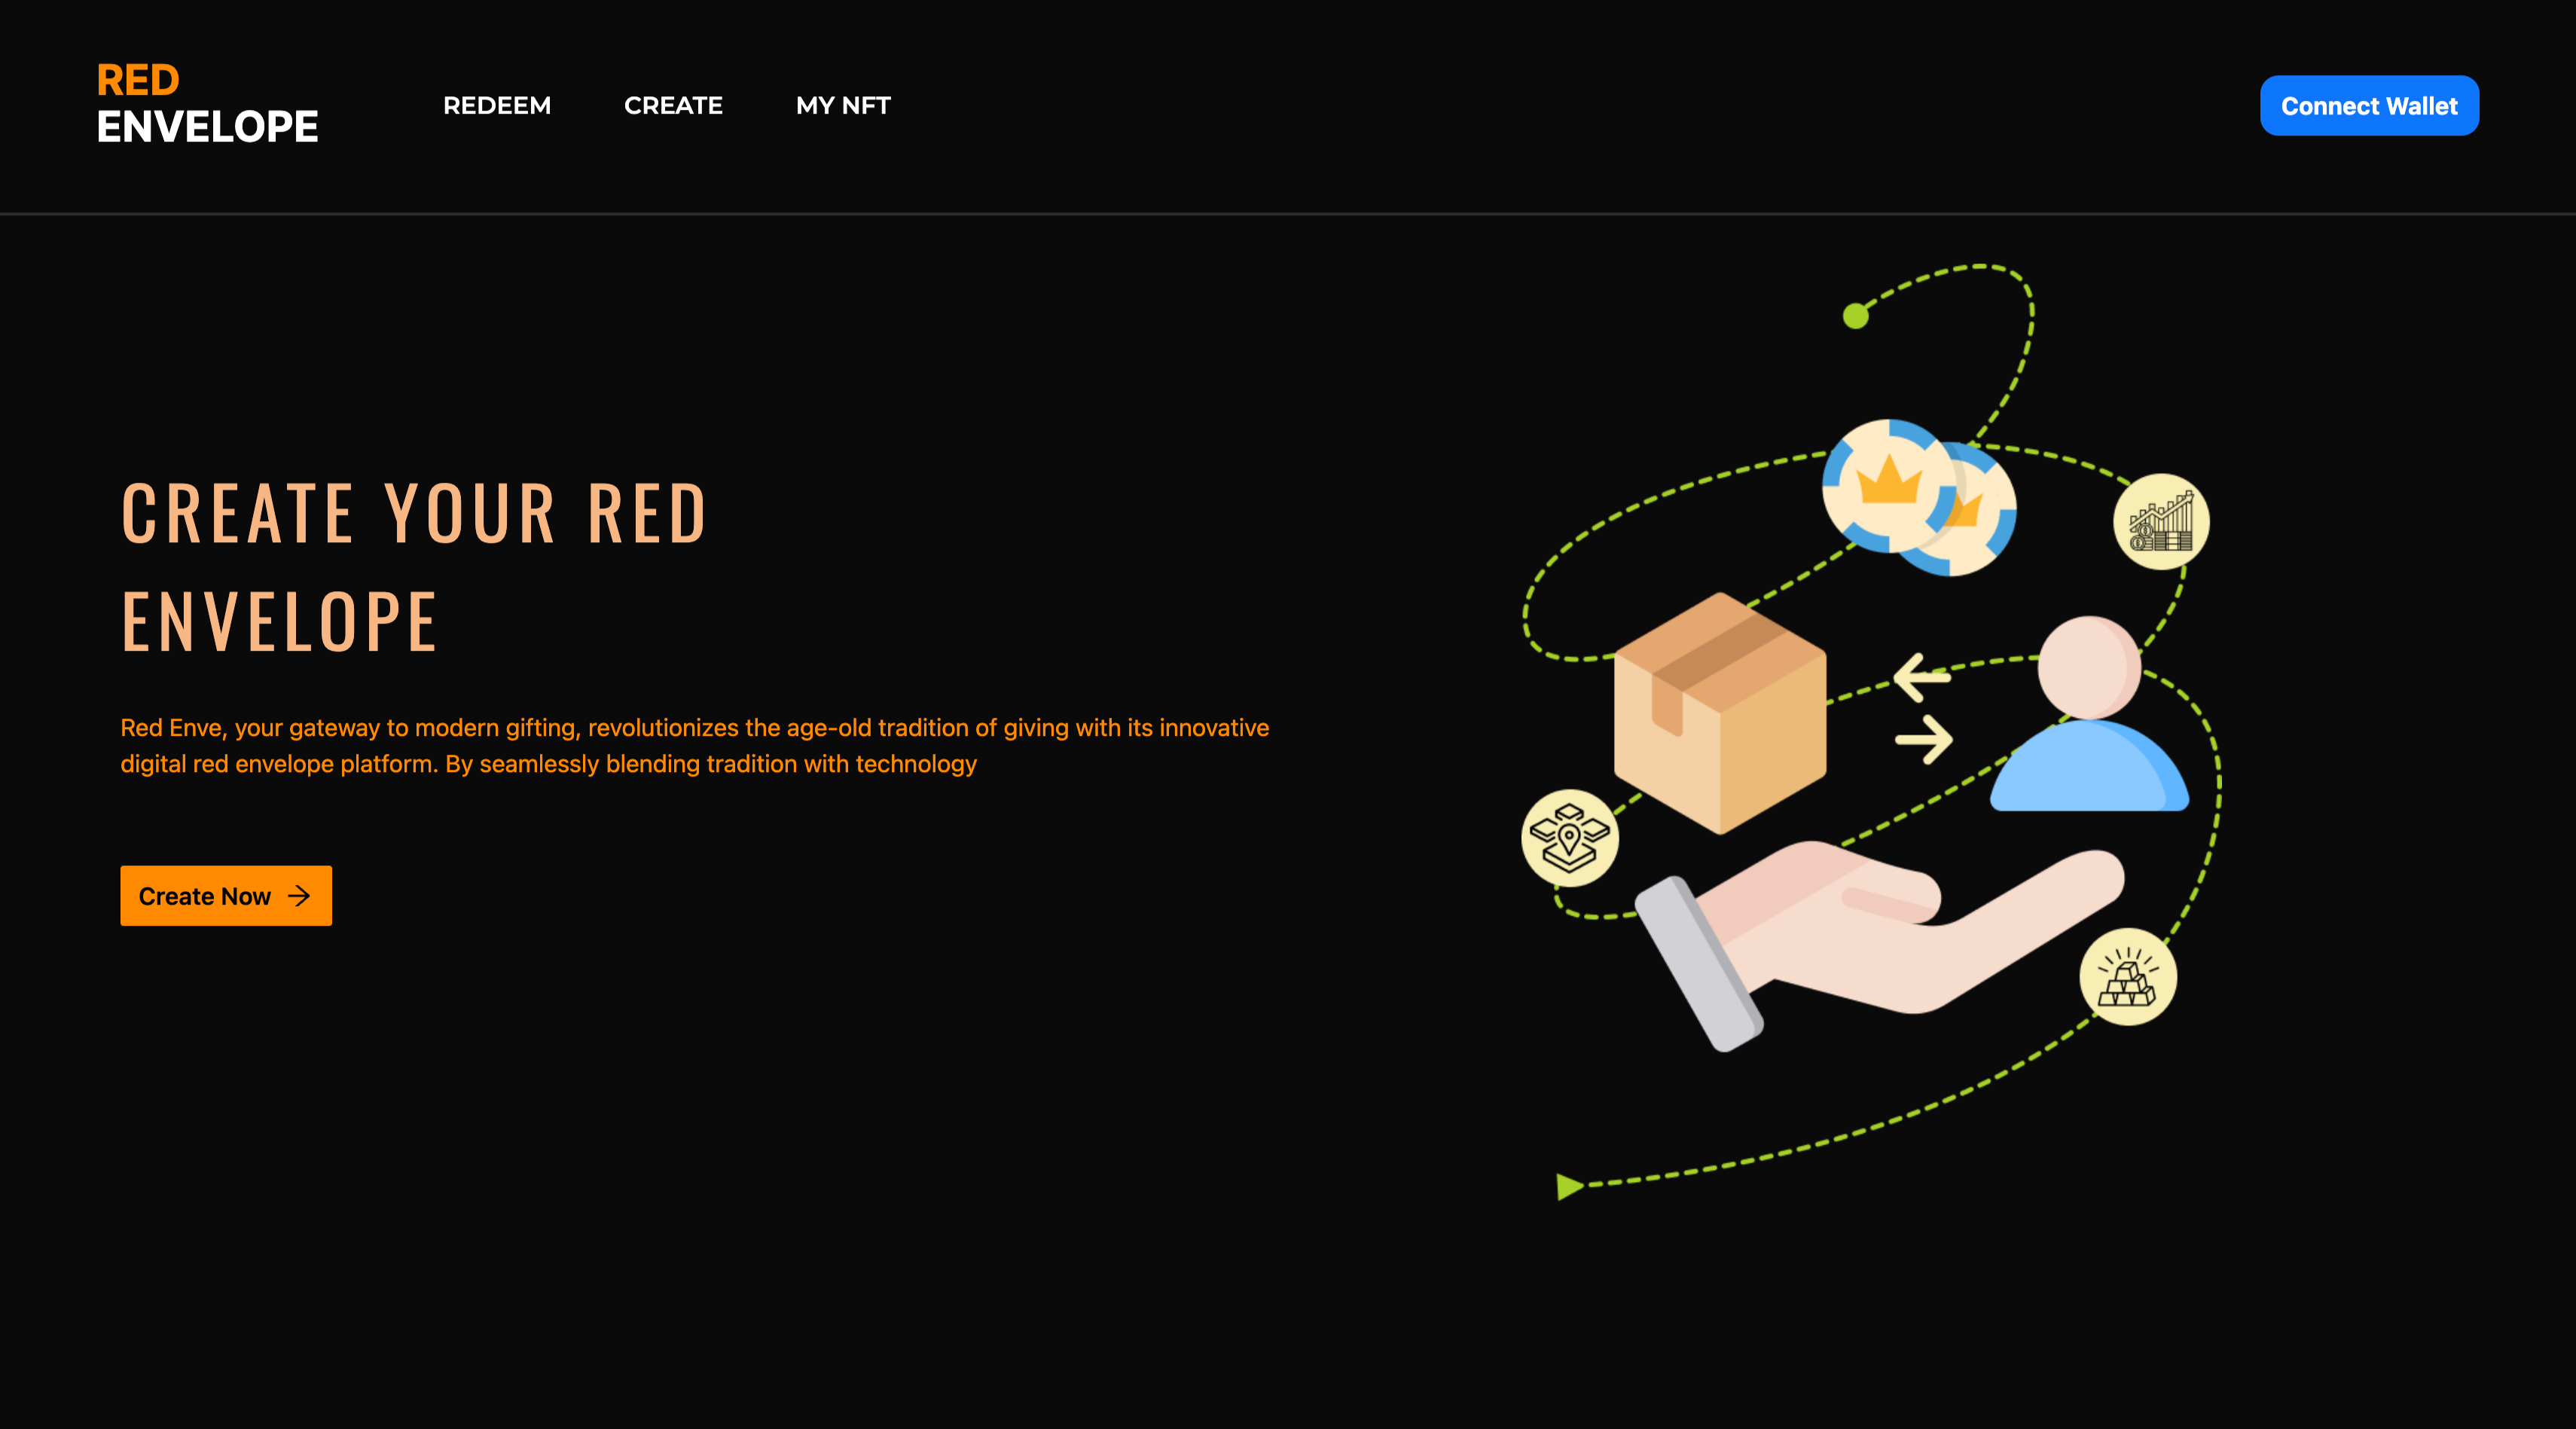 RED
ENVELOPE
REDEEM CREATE MY NFT
Connect Wallet
CREATE YOUR RED
ENVELOPE
Red Enve, your gateway to modern gifting, revolutionizes the age-old tradition of giving with its innovative
digital red envelope platform. By seamlessly blending tradition with technology
Create Now